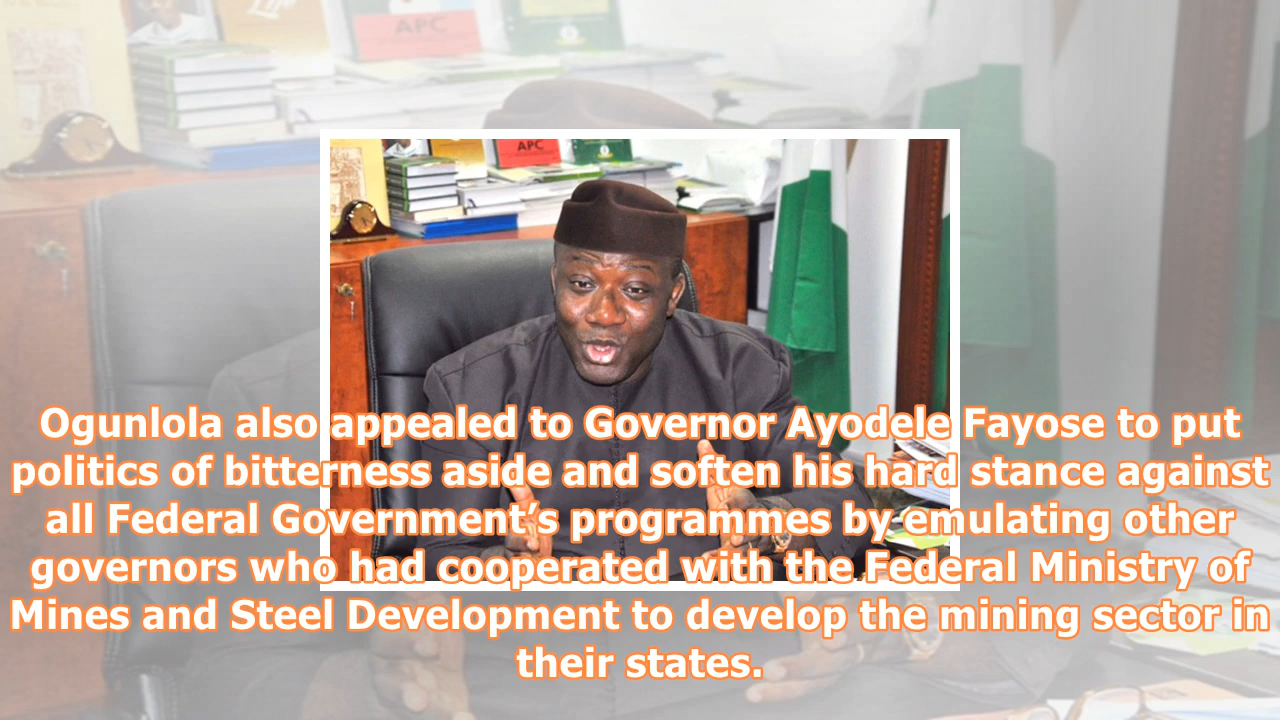 APC
APC
Ogunlola also appealed to Governor Ayodele Fayose to put
politics of bitterness aside and soften his hard stance against
all Federal Government’s programmes by emulating other
governors who had cooperated with the Federal Ministry of
Mines and Steel Development to develop the mining sector in
their states.